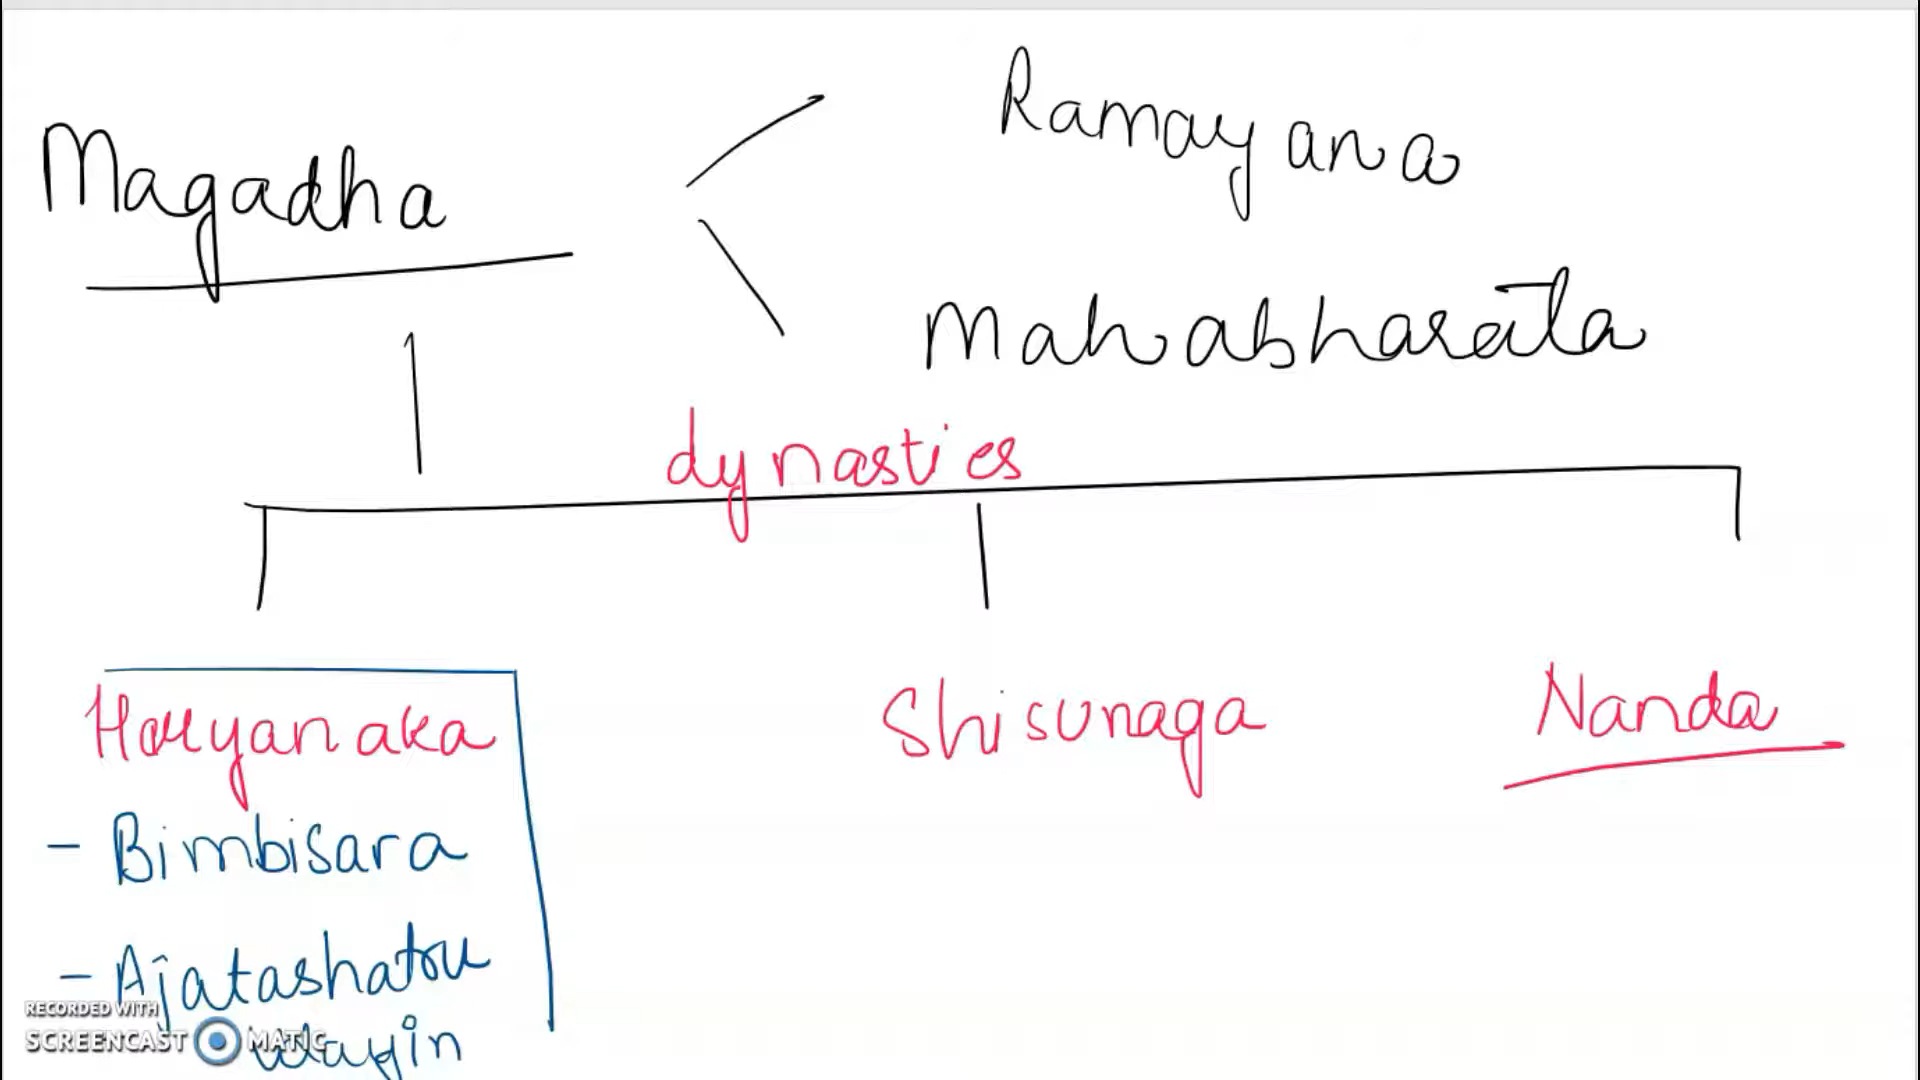 Ramayana
Magadha
Mahabharata
dynasties
Haryanaka
Shisunaga
Nanda
- Bimbisara
- Ajatashatru
RECORDED WITH
SCREENCAST MATIC